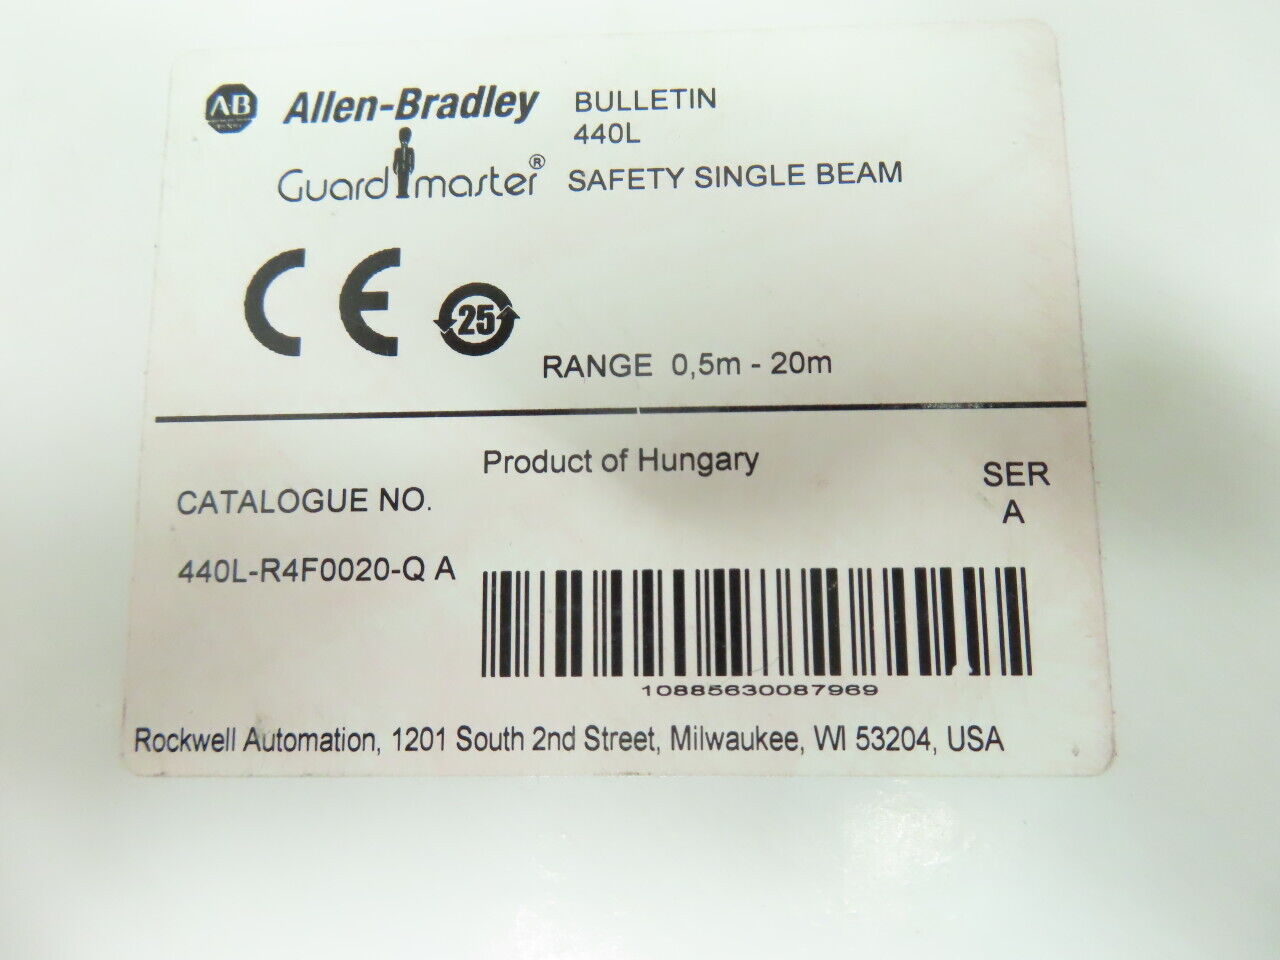 AB Allen-Bradley BULLETIN
440L
Guardmaster® SAFETY SINGLE BEAM
CE 25
RANGE 0,5m - 20m
Product of Hungary
CATALOGUE NO.
SER
A
440L-R4F0020-Q A
10885630087969
Rockwell Automation, 1201 South 2nd Street, Milwaukee, WI 53204, USA